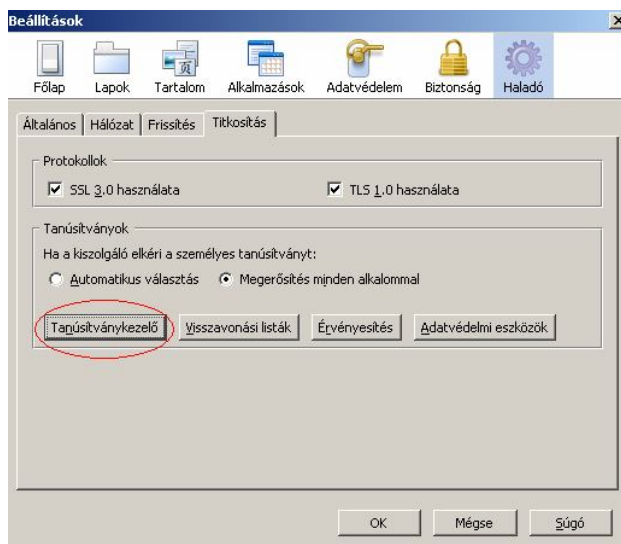 Beállítások
Főlap Lapok Tartalom Alkalmazások Adatvédelem Biztonság Haladó
Általános Hálózat Frissítés Titkosítás
Protokollok
SSL 3.0 használata TLS 1.0 használata
Tanúsítványok
Ha a kiszolgáló elkéri a személyes tanúsítványt:
Automatikus választás Megerősítés minden alkalommal
Tanúsítványkezelő Visszavonási listák Érvényesítés Adatvédelmi eszközök
OK Mégse Súgó